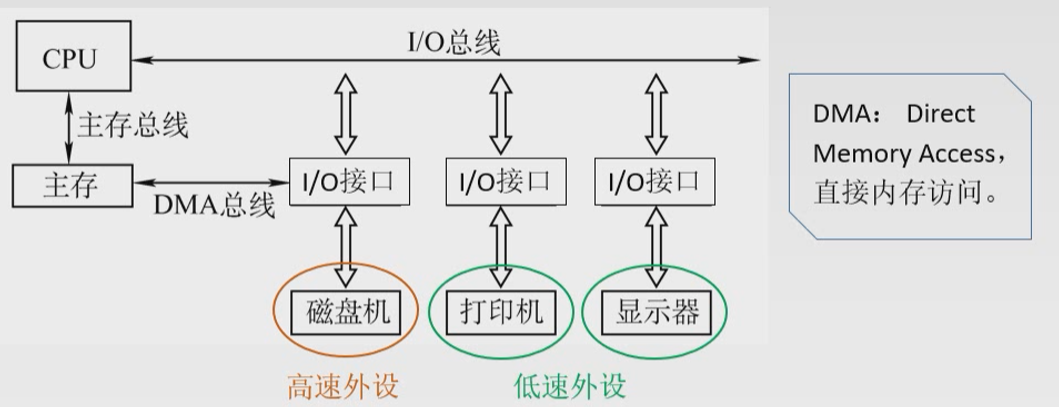 I/O总线
CPU
主存总线
主存
DMA总线
I/O接口
I/O接口
I/O接口
磁盘机
打印机
显示器
高速外设
低速外设
DMA： Direct
Memory Access，
直接内存访问。